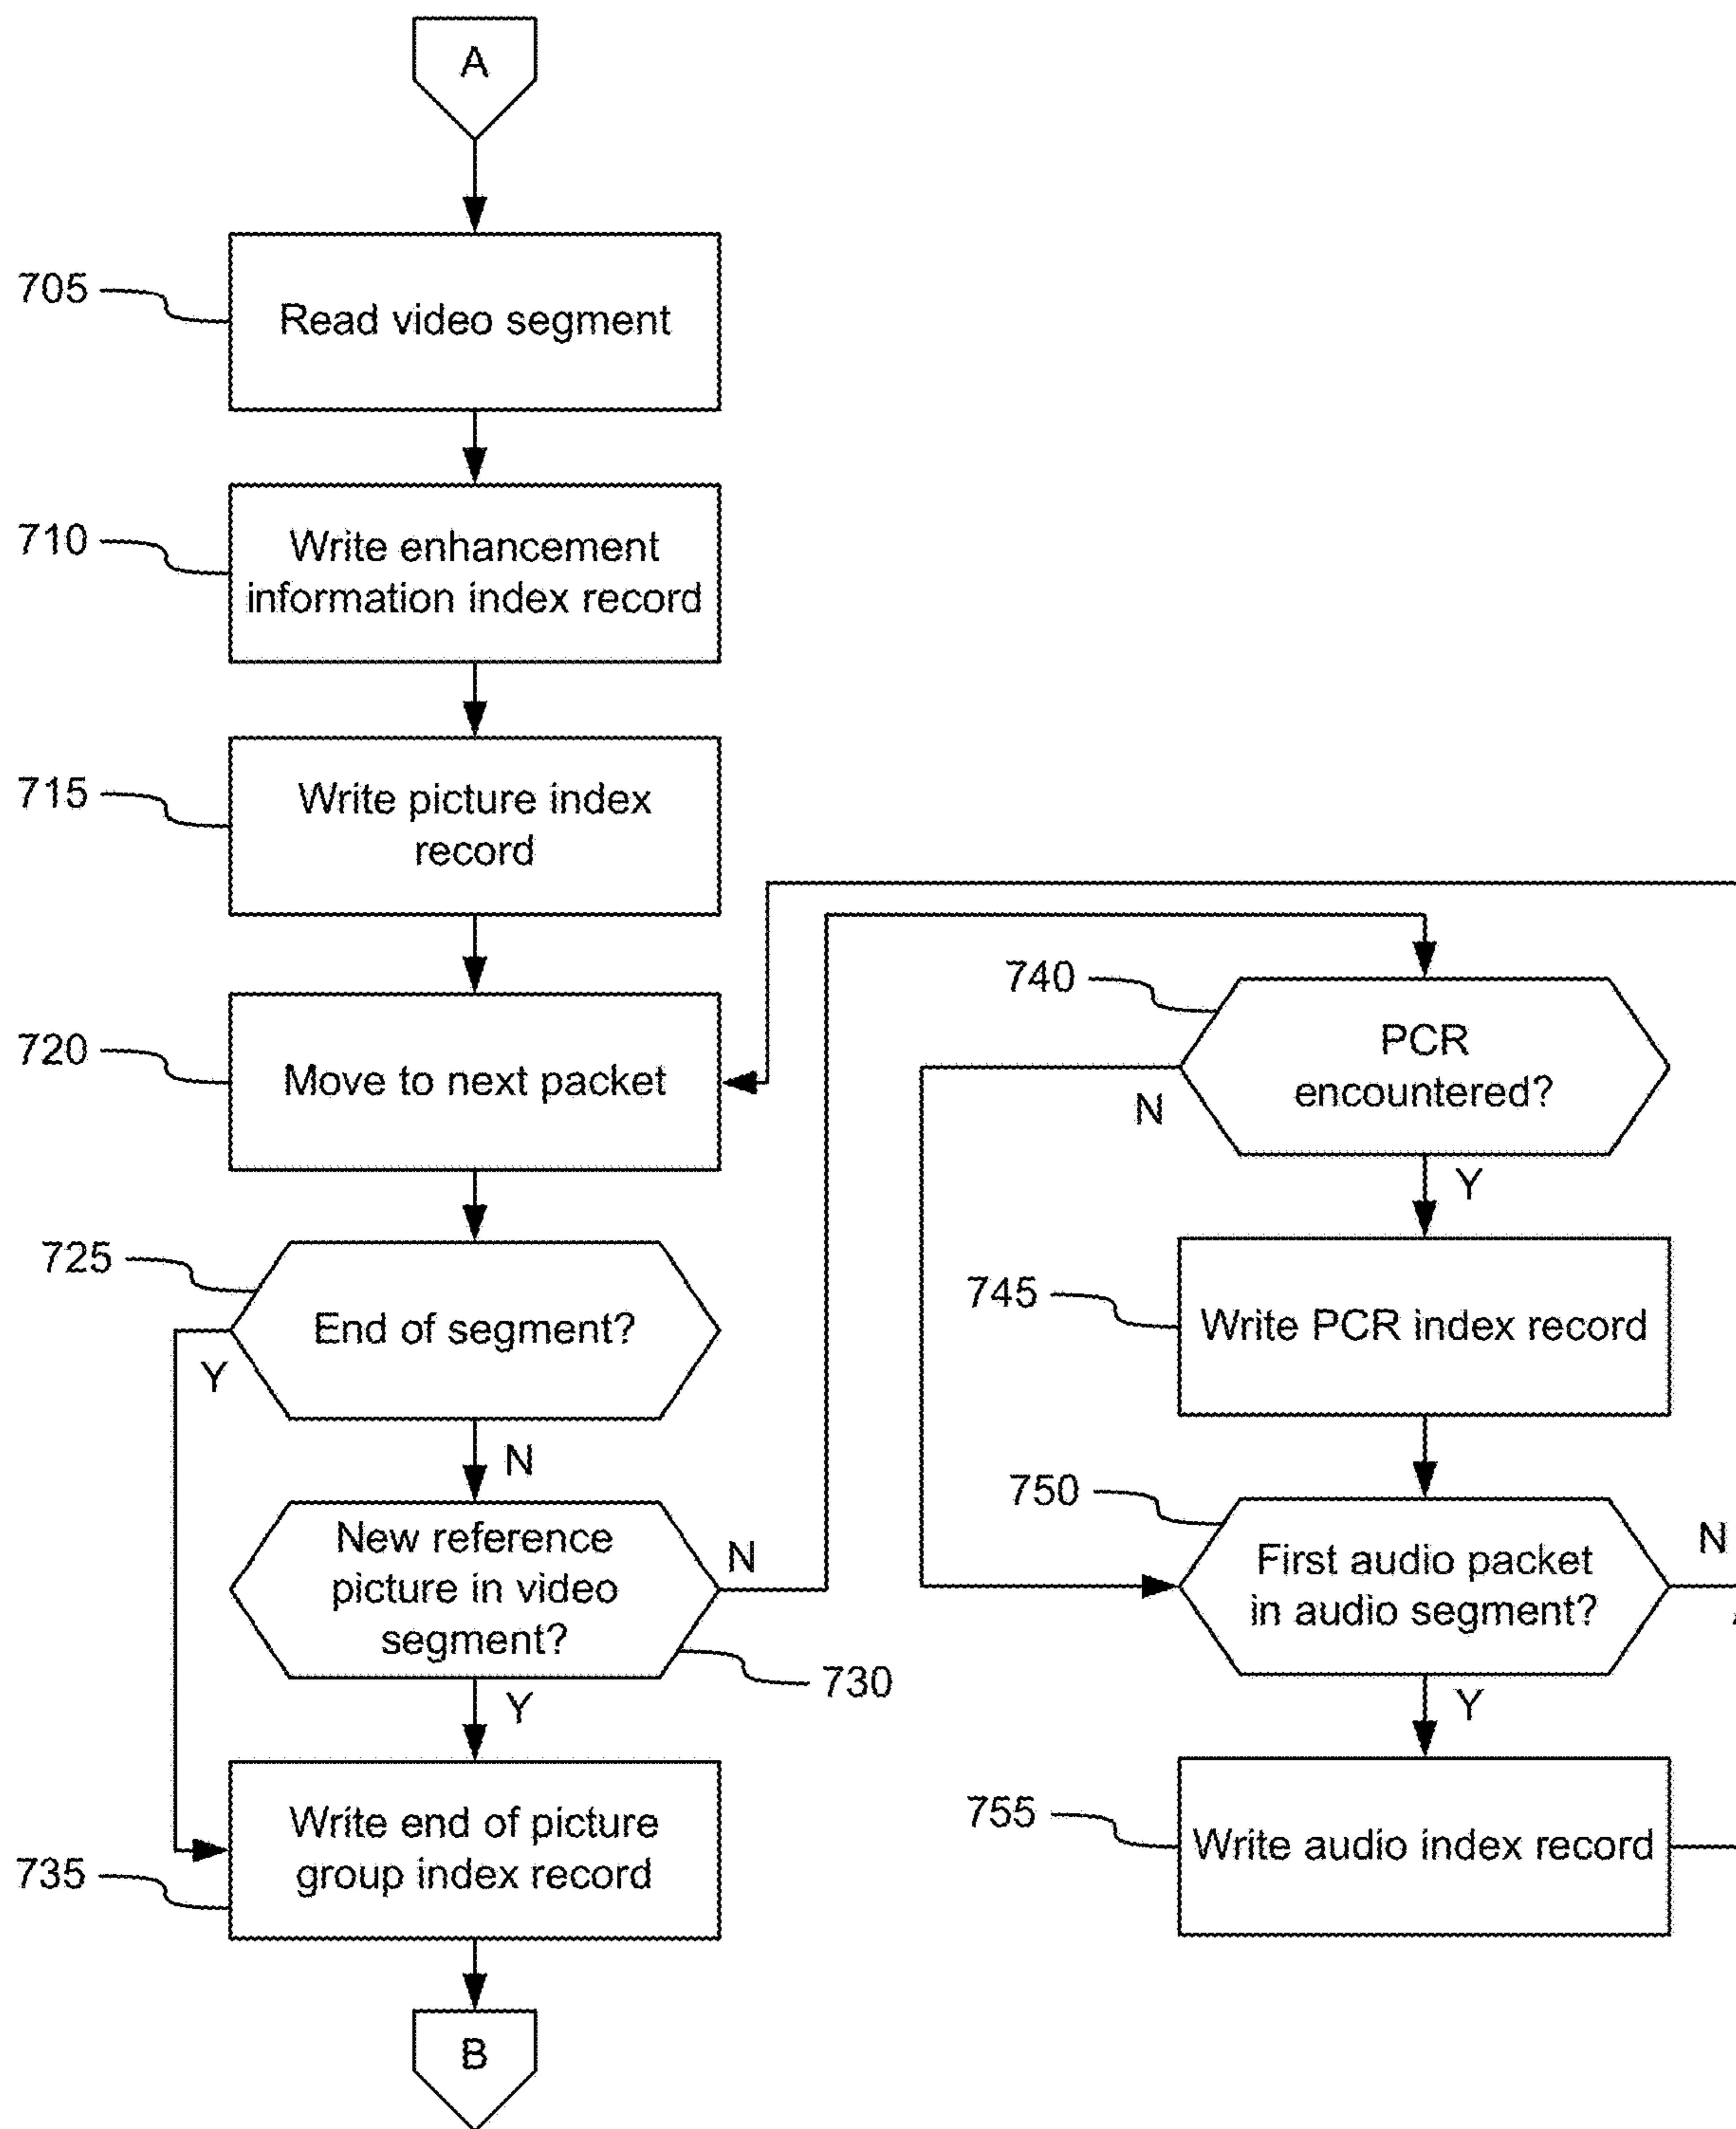 A
705
Read video segment
710
Write enhancement
information index record
715
Write picture index
record
720
Move to next packet
725
End of segment?
Y
N
New reference
picture in video
segment?
N
730
Y
Write end of picture
group index record
735
B
740
PCR
encountered?
N
Y
745
Write PCR index record
750
First audio packet
in audio segment?
N
Y
755
Write audio index record